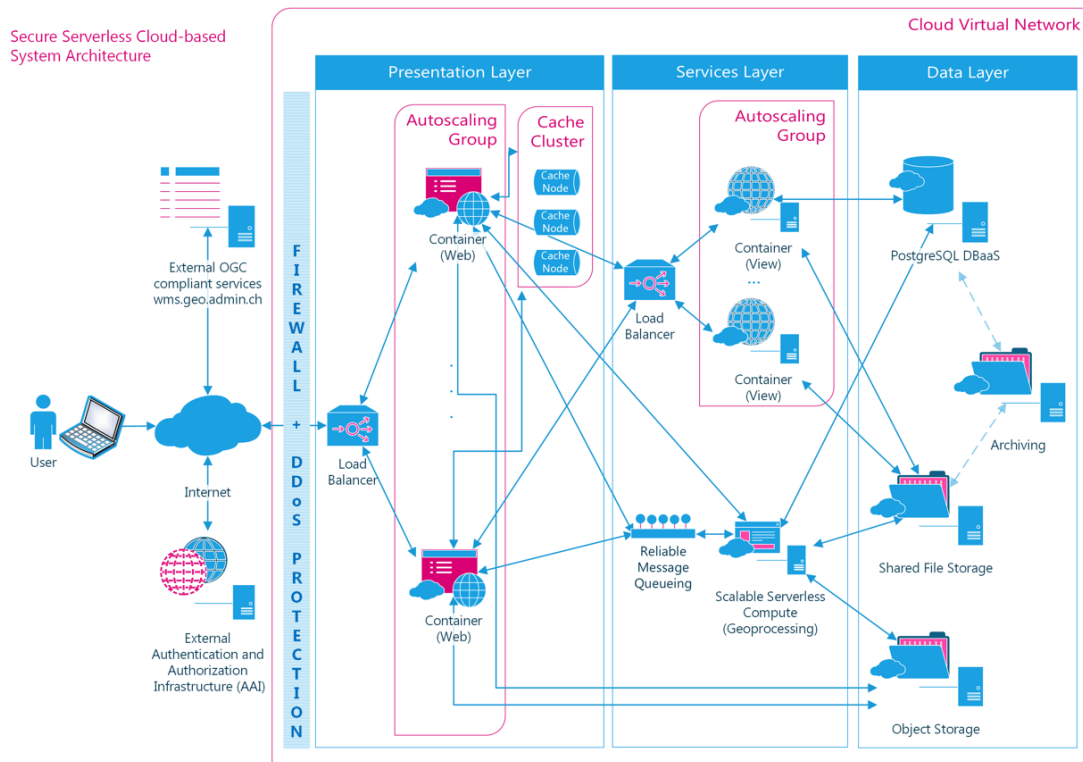 Secure Serverless Cloud-based
System Architecture
Cloud Virtual Network
Presentation Layer
Services Layer
Data Layer
FIREWALL + DDoS PROTECTION
Autoscaling
Group
Cache
Cluster
Cache
Node
Cache
Node
Cache
Node
Container
(Web)
Autoscaling
Group
Container
(View)
...
Container
(View)
Load
Balancer
PostgreSQL DBaaS
External OGC
compliant services
wms.geo.admin.ch
User
Internet
Load
Balancer
.
.
.
Archiving
External
Authentication and
Authorization
Infrastructure (AAI)
Container
(Web)
Reliable
Message
Queueing
Scalable Serverless
Compute
(Geoprocessing)
Shared File Storage
Object Storage